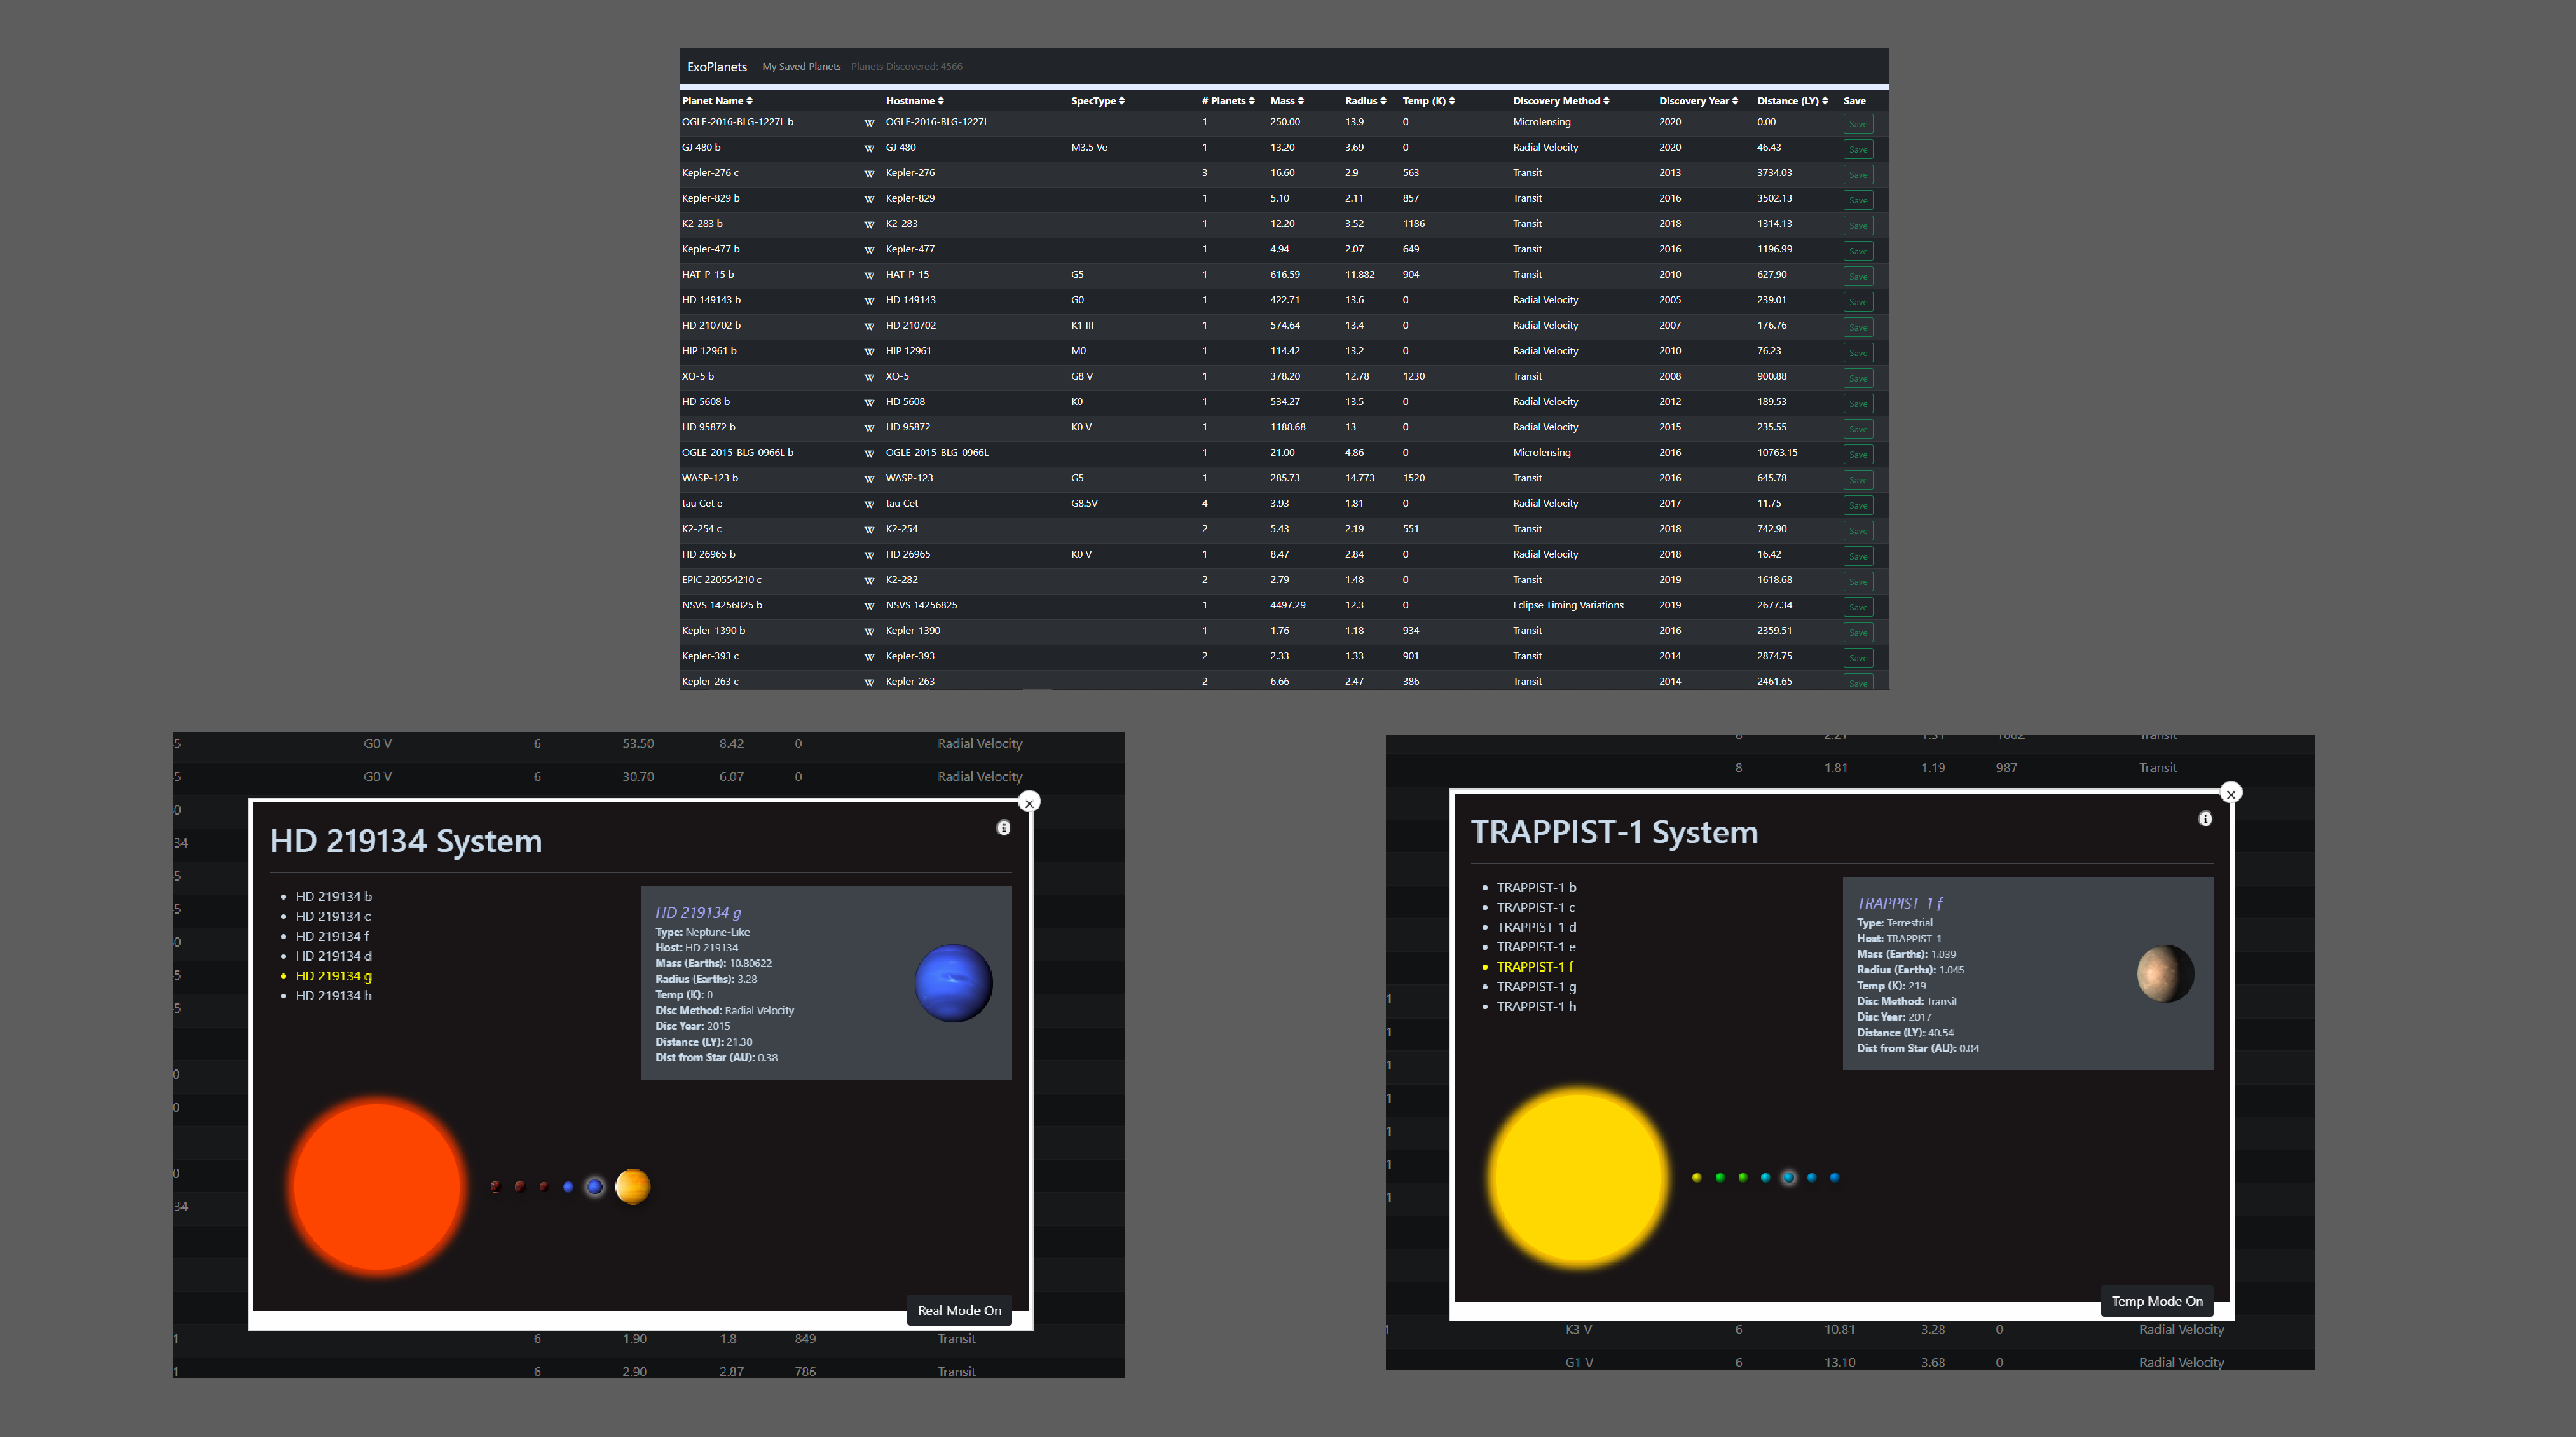 ExoPlanets My Saved Planets Planets Discovered: 4566
Planet Name Hostname SpecType # Planets Mass Radius Temp (K) Discovery Method Discovery Year Distance (LY) Save
OGLE-2016-BLG-1227L b W OGLE-2016-BLG-1227L 1 250.00 13.9 0 Microlensing 2020 0.00 Save
GJ 480 b W GJ 480 M3.5 Ve 1 13.20 3.69 0 Radial Velocity 2020 46.43 Save
Kepler-276 c W Kepler-276 3 16.60 2.9 563 Transit 2013 3734.03 Save
Kepler-829 b W Kepler-829 1 5.10 2.11 857 Transit 2016 3502.13 Save
K2-283 b W K2-283 1 12.20 3.52 1186 Transit 2018 1314.13 Save
Kepler-477 b W Kepler-477 1 4.94 2.07 649 Transit 2016 1196.99 Save
HAT-P-15 b W HAT-P-15 G5 1 616.59 11.882 904 Transit 2010 627.90 Save
HD 149143 b W HD 149143 G0 1 422.71 13.6 0 Radial Velocity 2005 239.01 Save
HD 210702 b W HD 210702 K1 III 1 574.64 13.4 0 Radial Velocity 2007 176.76 Save
HIP 12961 b W HIP 12961 M0 1 114.42 13.2 0 Radial Velocity 2010 76.23 Save
XO-5 b W XO-5 G8 V 1 378.20 12.78 1230 Transit 2008 900.88 Save
HD 5608 b W HD 5608 K0 1 534.27 13.5 0 Radial Velocity 2012 189.53 Save
HD 95872 b W HD 95872 K0 V 1 1188.68 13 0 Radial Velocity 2015 235.55 Save
OGLE-2015-BLG-0966L b W OGLE-2015-BLG-0966L 1 21.00 4.86 0 Microlensing 2016 10763.15 Save
WASP-123 b W WASP-123 G5 1 285.73 14.773 1520 Transit 2016 645.78 Save
tau Cet e W tau Cet G8.5V 4 3.93 1.81 0 Radial Velocity 2017 11.75 Save
K2-254 c W K2-254 2 5.43 2.19 551 Transit 2018 742.90 Save
HD 26965 b W HD 26965 K0 V 1 8.47 2.84 0 Radial Velocity 2018 16.42 Save
EPIC 220554210 c W K2-282 2 2.79 1.48 0 Transit 2019 1618.68 Save
NSVS 14256825 b W NSVS 14256825 1 4497.29 12.3 0 Eclipse Timing Variations 2019 2677.34 Save
Kepler-1390 b W Kepler-1390 1 1.76 1.18 934 Transit 2016 2359.51 Save
Kepler-393 c W Kepler-393 2 2.33 1.33 901 Transit 2014 2874.75 Save
Kepler-263 c W Kepler-263 2 6.66 2.47 386 Transit 2014 2461.65 Save
5 G0 V 6 53.50 8.42 0 Radial Velocity
5 G0 V 6 30.70 6.07 0 Radial Velocity
0
34
5
5
0
5
5
0
0
0
34
HD 219134 System
HD 219134 b
HD 219134 c
HD 219134 f
HD 219134 d
HD 219134 g
HD 219134 h
HD 219134 g
Type: Neptune-Like
Host: HD 219134
Mass (Earths): 10.80622
Radius (Earths): 3.28
Temp (K): 0
Disc Method: Radial Velocity
Disc Year: 2015
Distance (LY): 21.30
Dist from Star (AU): 0.38
Real Mode On
1 6 1.90 1.8 849 Transit
1 6 2.90 2.87 786 Transit
8 1.81 1.19 987 Transit
TRAPPIST-1 System
TRAPPIST-1 b
TRAPPIST-1 c
TRAPPIST-1 d
TRAPPIST-1 e
TRAPPIST-1 f
TRAPPIST-1 g
TRAPPIST-1 h
TRAPPIST-1 f
Type: Terrestrial
Host: TRAPPIST-1
Mass (Earths): 1.039
Radius (Earths): 1.045
Temp (K): 219
Disc Method: Transit
Disc Year: 2017
Distance (LY): 40.54
Dist from Star (AU): 0.04
1
1
1
1
1
1
1
Temp Mode On
K3 V 6 10.81 3.28 0 Radial Velocity
G1 V 6 13.10 3.68 0 Radial Velocity